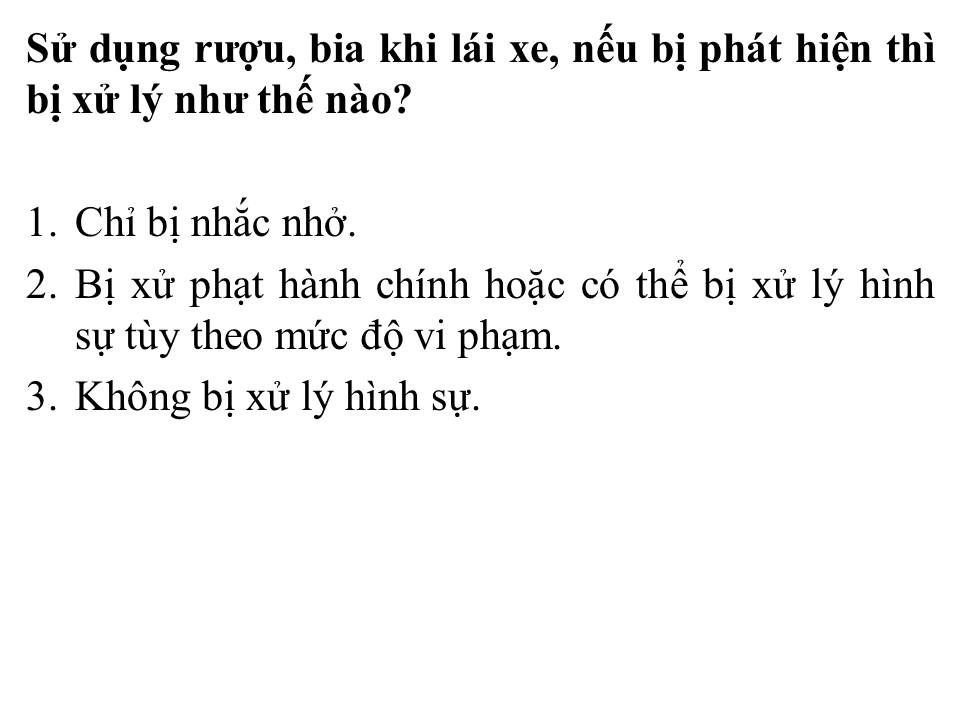 Sử dụng rượu, bia khi lái xe, nếu bị phát hiện thì
bị xử lý như thế nào?
1. Chỉ bị nhắc nhở.
2. Bị xử phạt hành chính hoặc có thể bị xử lý hình
sự tùy theo mức độ vi phạm.
3. Không bị xử lý hình sự.